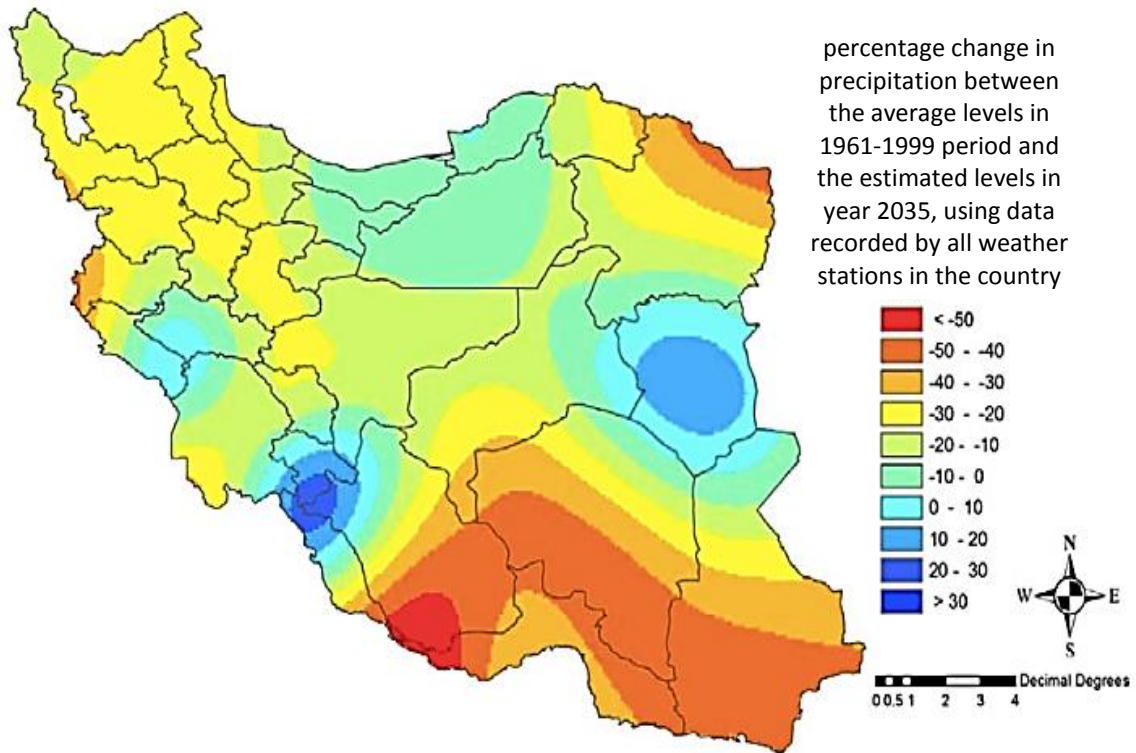 percentage change in
precipitation between
the average levels in
1961-1999 period and
the estimated levels in
year 2035, using data
recorded by all weather
stations in the country
< -50
-50 - -40
-40 - -30
-30 - -20
-20 - -10
-10 - 0
0 - 10
10 - 20
20 - 30
> 30
N
W E
S
Decimal Degrees
0 0.5 1 2 3 4